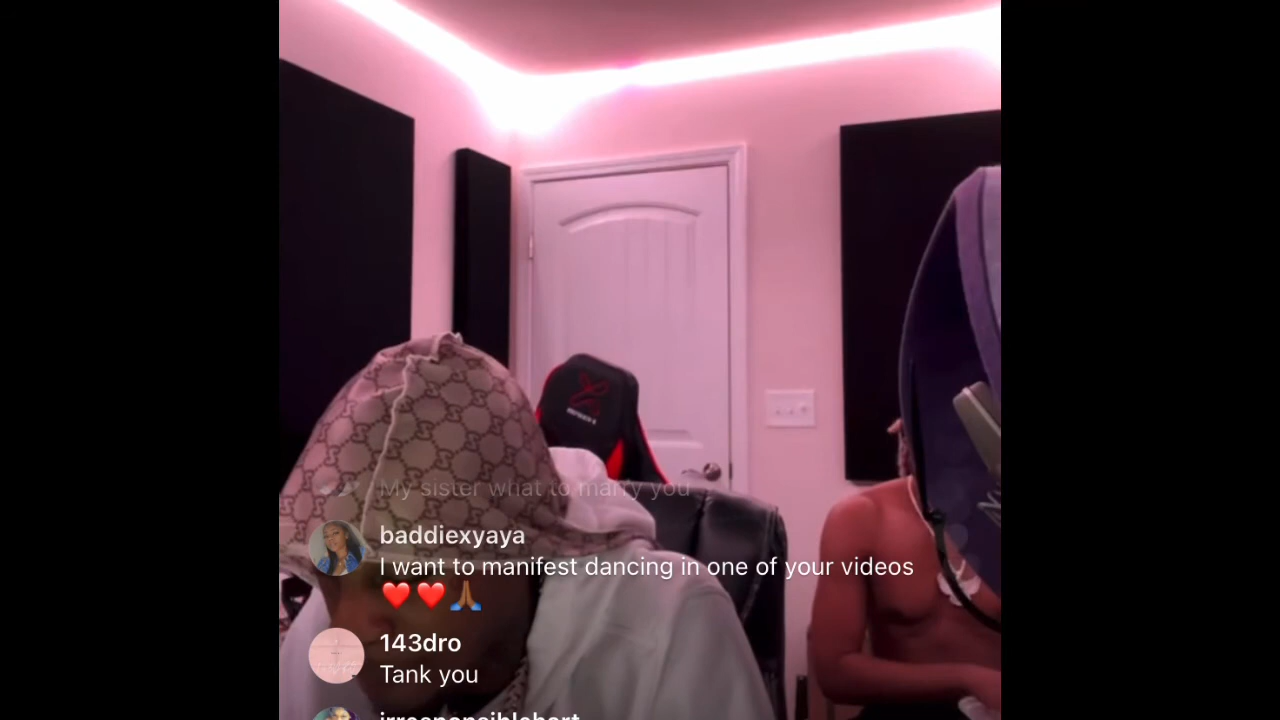 My sister what to marry you
baddiexyaya
I want to manifest dancing in one of your videos
❤️❤️🙏🏾
143dro
Tank you